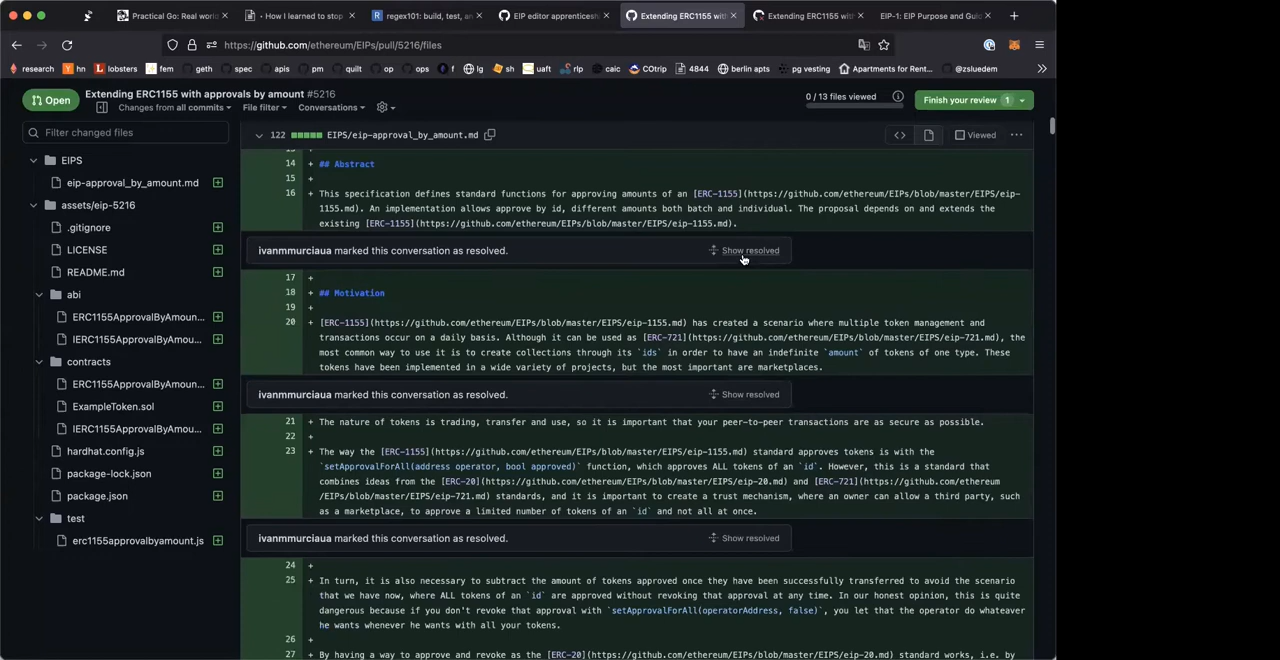 Practical Go: Real worl
• How I learned to stop
regex101: build, test, an
EIP editor apprenticesh
Extending ERC1155 with
Extending ERC1155 with
EIP-1: EIP Purpose and Gui
https://github.com/ethereum/EIPs/pull/5216/files
research
hn
lobsters
fem
geth
spec
apis
pm
quilt
op
ops
f
lg
sh
uaft
rlp
caic
COtrip
4844
berlin apts
pg vesting
Apartments for Rent...
@zsluedem
Open
Extending ERC1155 with approvals by amount #5216
Changes from all commits
File filter
Conversations
0 / 13 files viewed
Finish your review 1
Filter changed files
EIPS
eip-approval_by_amount.md
assets/eip-5216
.gitignore
LICENSE
README.md
abi
ERC1155ApprovalByAmoun...
IERC1155ApprovalByAmou...
contracts
ERC1155ApprovalByAmoun...
ExampleToken.sol
IERC1155ApprovalByAmou...
hardhat.config.js
package-lock.json
package.json
test
erc1155approvalbyamount.js
122 EIPS/eip-approval_by_amount.md
Viewed
14 + ## Abstract
15 +
16 + This specification defines standard functions for approving amounts of an [ERC-1155](https://github.com/ethereum/EIPs/blob/master/EIPS/eip-
1155.md). An implementation allows approve by id, different amounts both batch and individual. The proposal depends on and extends the
existing [ERC-1155](https://github.com/ethereum/EIPs/blob/master/EIPS/eip-1155.md).
ivanmmurciaua marked this conversation as resolved.
Show resolved
17 +
18 + ## Motivation
19 +
20 + [ERC-1155](https://github.com/ethereum/EIPs/blob/master/EIPS/eip-1155.md) has created a scenario where multiple token management and
transactions occur on a daily basis. Although it can be used as [ERC-721](https://github.com/ethereum/EIPs/blob/master/EIPS/eip-721.md), the
most common way to use it is to create collections through its `ids` in order to have an indefinite `amount` of tokens of one type. These
tokens have been implemented in a wide variety of projects, but the most important are marketplaces.
ivanmmurciaua marked this conversation as resolved.
Show resolved
21 + The nature of tokens is trading, transfer and use, so it is important that your peer-to-peer transactions are as secure as possible.
22 +
23 + The way the [ERC-1155](https://github.com/ethereum/EIPs/blob/master/EIPS/eip-1155.md) standard approves tokens is with the
`setApprovalForAll(address operator, bool approved)` function, which approves ALL tokens of an `id`. However, this is a standard that
combines ideas from the [ERC-20](https://github.com/ethereum/EIPs/blob/master/EIPS/eip-20.md) and [ERC-721](https://github.com/ethereum
/EIPs/blob/master/EIPS/eip-721.md) standards, and it is important to create a trust mechanism, where an owner can allow a third party, such
as a marketplace, to approve a limited number of tokens of an `id` and not all at once.
ivanmmurciaua marked this conversation as resolved.
Show resolved
24 +
25 + In turn, it is also necessary to subtract the amount of tokens approved once they have been successfully transferred to avoid the scenario
that we have now, where ALL tokens of an `id` are approved without revoking that approval at any time. In our honest opinion, this is quite
dangerous because if you don't revoke that approval with `setApprovalForAll(operatorAddress, false)`, you let that the operator do whatever
he wants whenever he wants with all your tokens.
26 +
27 + By having a way to approve and revoke as the [ERC-20](https://github.com/ethereum/EIPs/blob/master/EIPS/eip-20.md) standard works, i.e. by